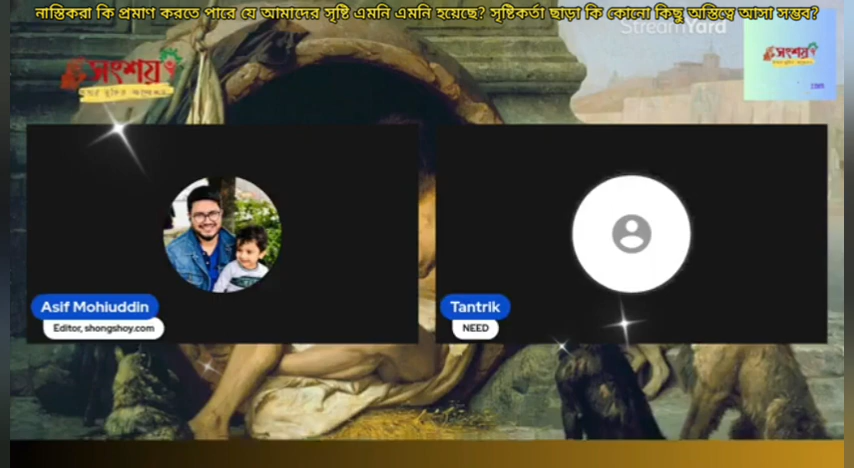 নাস্তিকরা কি প্রমাণ করতে পারে যে আমাদের সৃষ্টি এমনি এমনি হয়েছে? সৃষ্টিকর্তা ছাড়া কি কোনো কিছু অস্তিত্বে আসা সম্ভব?
StreamYard
সংশয়
সংশয়
Asif Mohiuddin
Editor, shongshoy.com
Tantrik
NEED